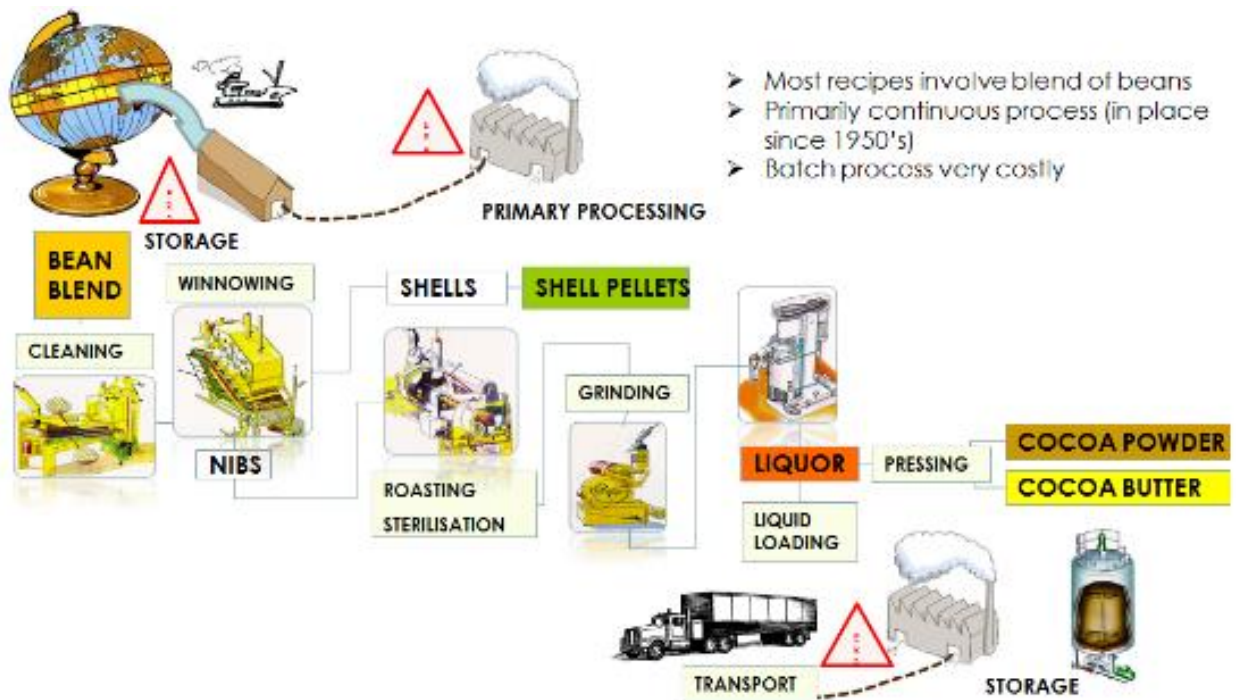 ➢ Most recipes involve blend of beans
➢ Primarily continuous process (in place
since 1950's)
➢ Batch process very costly
PRIMARY PROCESSING
STORAGE
BEAN
BLEND
WINNOWING
SHELLS
SHELL PELLETS
CLEANING
GRINDING
NIBS
LIQUOR
PRESSING
COCOA POWDER
COCOA BUTTER
ROASTING
STERILISATION
LIQUID
LOADING
TRANSPORT
STORAGE